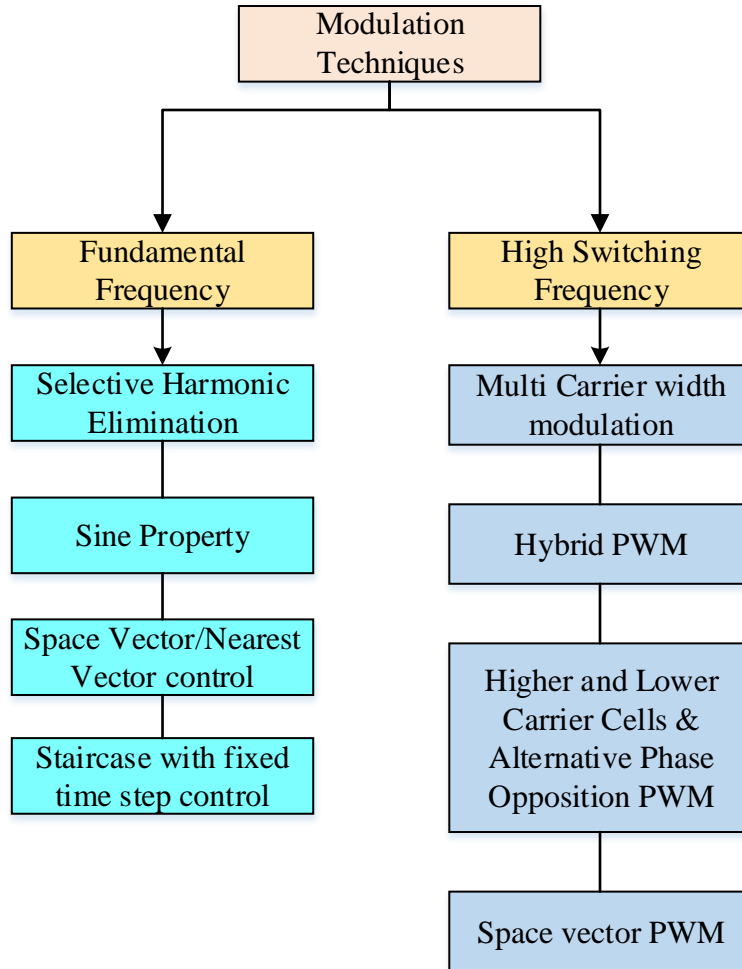 Modulation
Techniques
Fundamental
Frequency
Selective Harmonic
Elimination
Sine Property
Space Vector/Nearest
Vector control
Staircase with fixed
time step control
High Switching
Frequency
Multi Carrier width
modulation
Hybrid PWM
Higher and Lower
Carrier Cells &
Alternative Phase
Opposition PWM
Space vector PWM